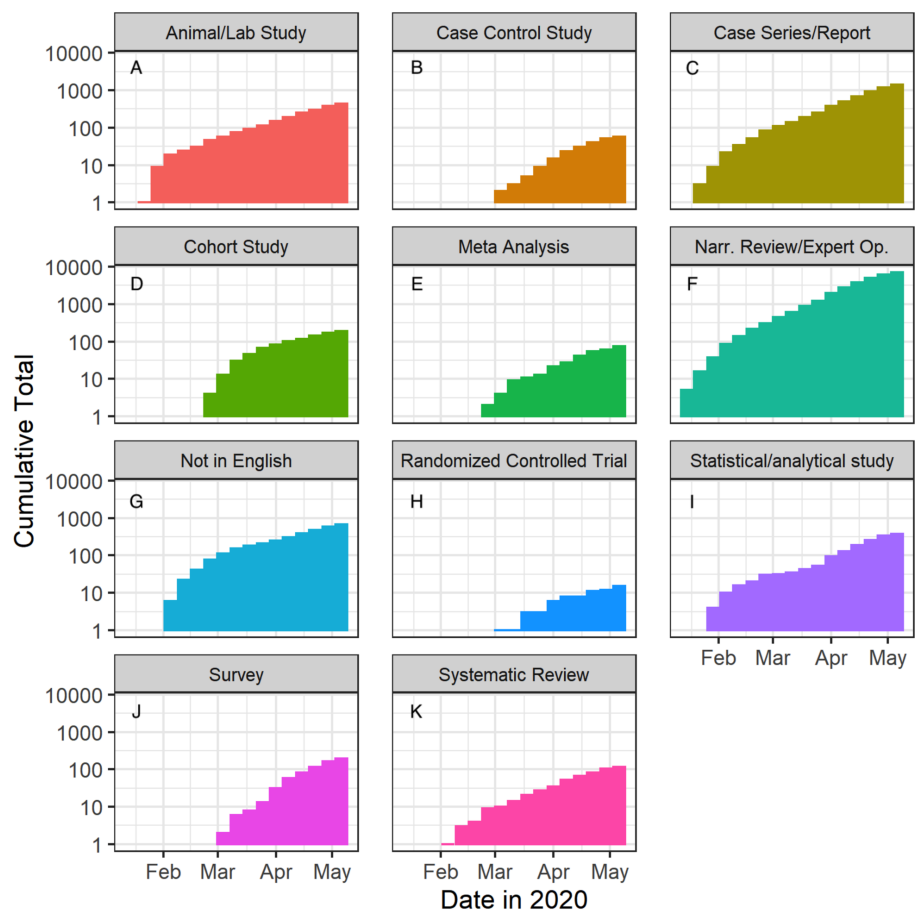 Animal/Lab Study
Case Control Study
Case Series/Report
10000
1000
100
10
1
A
B
C
Cohort Study
Meta Analysis
Narr. Review/Expert Op.
10000
1000
100
10
1
D
E
F
Cumulative Total
Not in English
Randomized Controlled Trial
Statistical/analytical study
10000
1000
100
10
1
G
H
I
Feb Mar Apr May
Survey
Systematic Review
10000
1000
100
10
1
J
K
Feb Mar Apr May
Feb Mar Apr May
Date in 2020